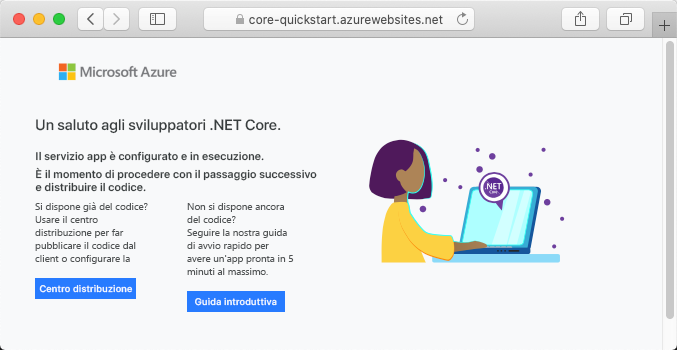 core-quickstart.azurewebsites.net
Microsoft Azure
Un saluto agli sviluppatori .NET Core.
Il servizio app è configurato e in esecuzione.
È il momento di procedere con il passaggio successivo
e distribuire il codice.
Si dispone già del codice?
Usare il centro
distribuzione per far
pubblicare il codice dal
client o configurare la
Centro distribuzione
Non si dispone ancora
del codice?
Seguire la nostra guida
di avvio rapido per
avere un'app pronta in 5
minuti al massimo.
Guida introduttiva
.NET
Core